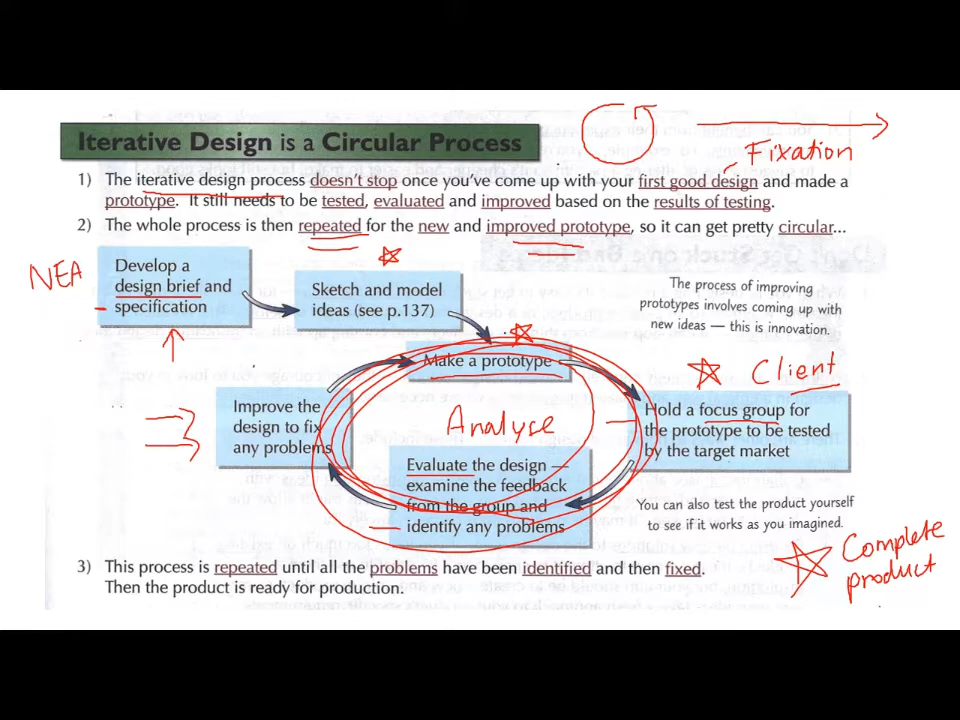 Iterative Design is a Circular Process
Fixation
1) The iterative design process doesn't stop once you've come up with your first good design and made a
prototype. It still needs to be tested, evaluated and improved based on the results of testing.
2) The whole process is then repeated for the new and improved prototype, so it can get pretty circular...
NEA
Develop a
design brief and
specification
Sketch and model
ideas (see p.137)
The process of improving
prototypes involves coming up with
new ideas — this is innovation.
Make a prototype
Client
Improve the
design to fix
any problems
Analyse
Hold a focus group for
the prototype to be tested
by the target market
Evaluate the design —
examine the feedback
from the group and
identify any problems
You can also test the product yourself
to see if it works as you imagined.
Complete
product
3) This process is repeated until all the problems have been identified and then fixed.
Then the product is ready for production.